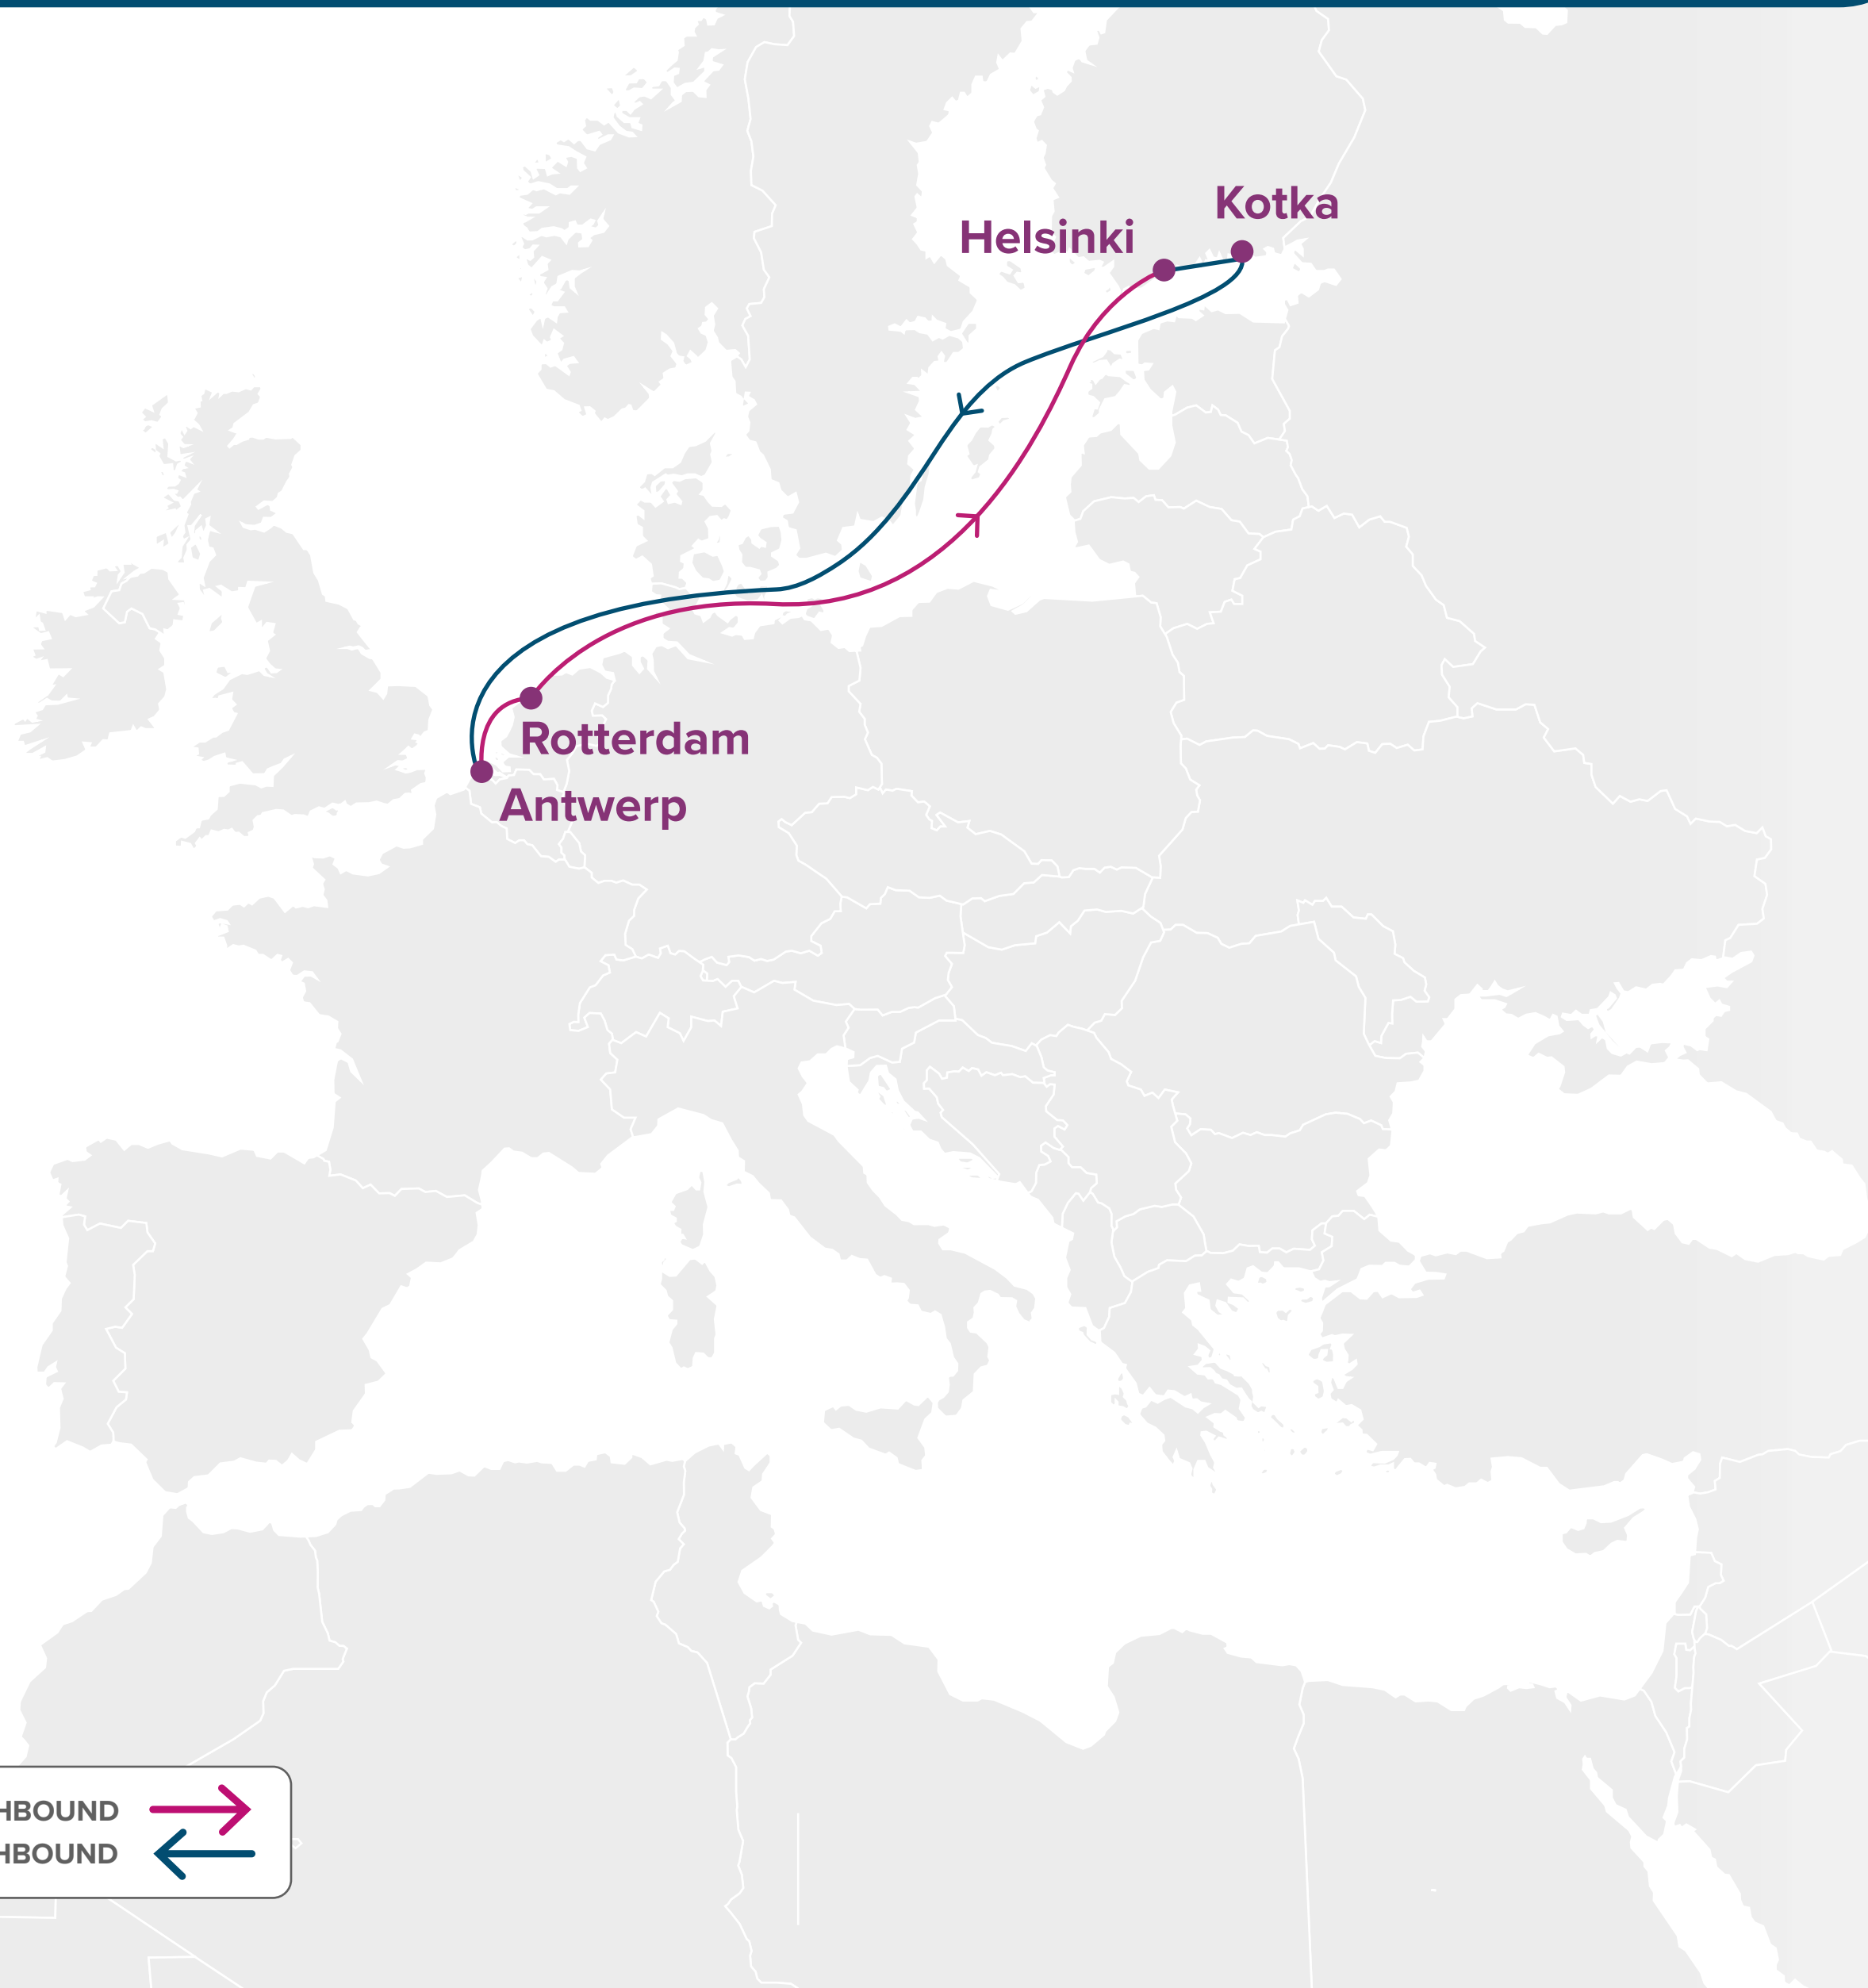 Kotka
Helsinki
Rotterdam
Antwerp
HBOUND
HBOUND